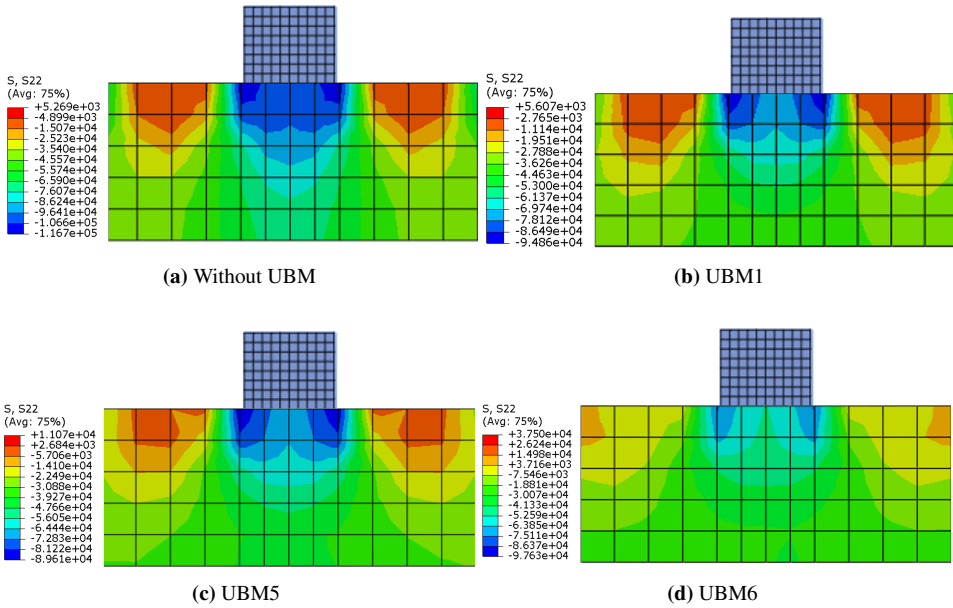 S, S22
(Avg: 75%)
+5.269e+03
-4.899e+03
-1.507e+04
-2.523e+04
-3.540e+04
-4.557e+04
-5.574e+04
-6.590e+04
-7.607e+04
-8.624e+04
-9.641e+04
-1.066e+05
-1.167e+05
(a) Without UBM
S, S22
(Avg: 75%)
+5.607e+03
-2.765e+03
-1.114e+04
-1.951e+04
-2.788e+04
-3.626e+04
-4.463e+04
-5.300e+04
-6.137e+04
-6.974e+04
-7.812e+04
-8.649e+04
-9.486e+04
(b) UBM1
S, S22
(Avg: 75%)
+1.107e+04
+2.684e+03
-5.706e+03
-1.410e+04
-2.249e+04
-3.088e+04
-3.927e+04
-4.766e+04
-5.605e+04
-6.444e+04
-7.283e+04
-8.122e+04
-8.961e+04
(c) UBM5
S, S22
(Avg: 75%)
+3.750e+04
+2.624e+04
+1.498e+04
+3.716e+03
-7.546e+03
-1.881e+04
-3.007e+04
-4.133e+04
-5.259e+04
-6.385e+04
-7.511e+04
-8.637e+04
-9.763e+04
(d) UBM6